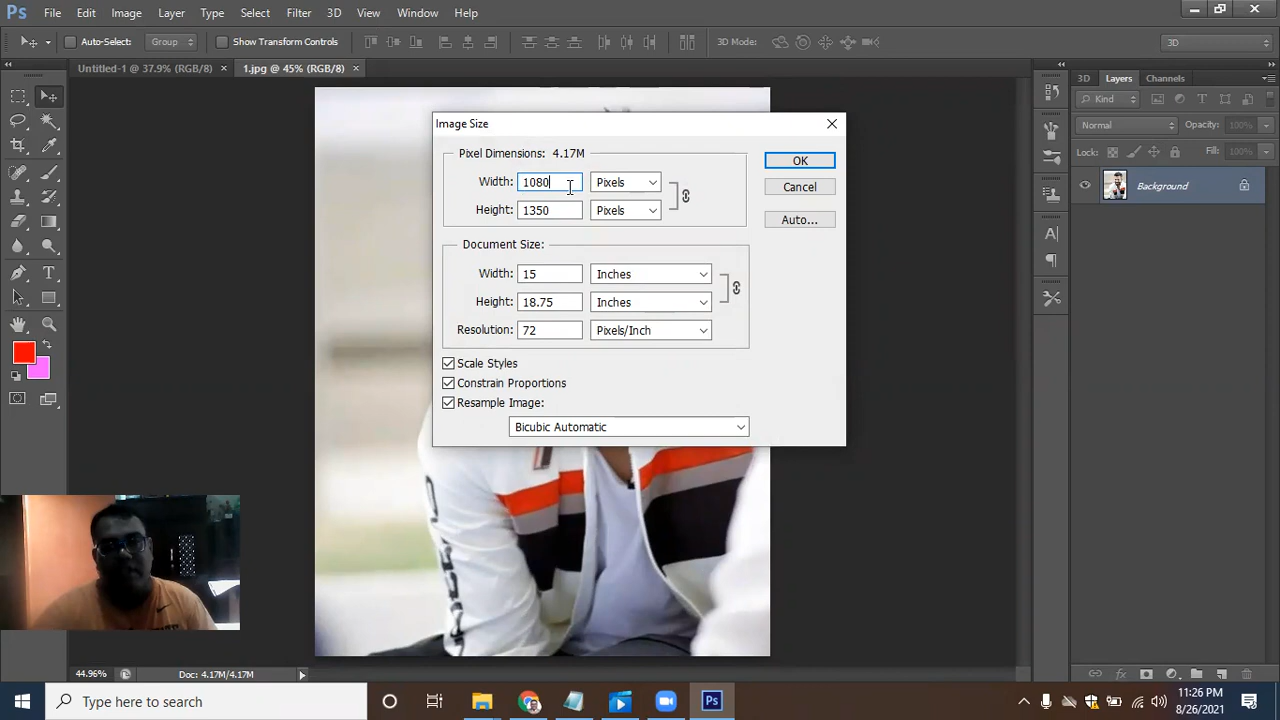 Ps File Edit Image Layer Type Select Filter 3D View Window Help
Auto-Select: Group Show Transform Controls 3D Mode: 3D
Untitled-1 @ 37.9% (RGB/8) × 1.jpg @ 45% (RGB/8) ×
3D Layers Channels
Kind
Normal Opacity: 100%
Lock: Fill: 100%
Background
Image Size
Pixel Dimensions: 4.17M
Width: 1080 Pixels
Height: 1350 Pixels
OK
Cancel
Auto...
Document Size:
Width: 15 Inches
Height: 18.75 Inches
Resolution: 72 Pixels/Inch
Scale Styles
Constrain Proportions
Resample Image:
Bicubic Automatic
44.96% Doc: 4.17M/4.17M
Type here to search
Ps
11:26 PM
8/26/2021